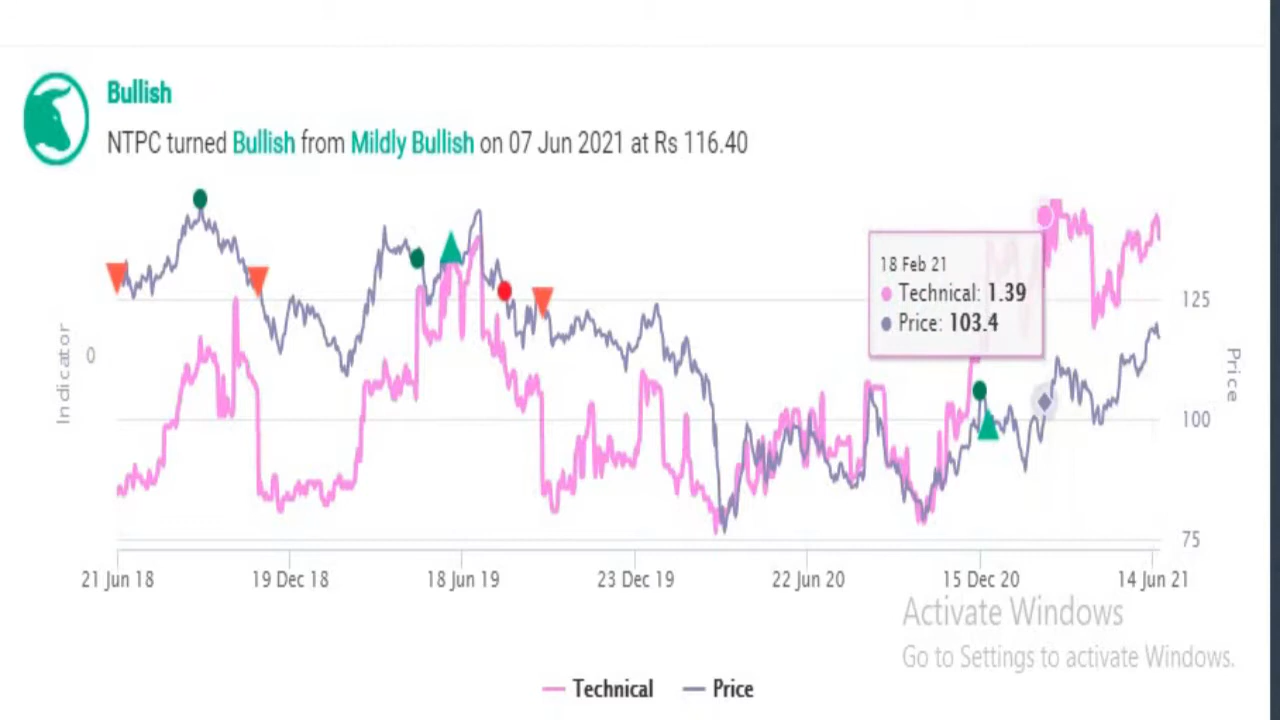 Bullish
NTPC turned Bullish from Mildly Bullish on 07 Jun 2021 at Rs 116.40
18 Feb 21
Technical: 1.39
Price: 103.4
Indicator
0
125
100
75
Price
21 Jun 18 19 Dec 18 18 Jun 19 23 Dec 19 22 Jun 20 15 Dec 20 14 Jun 21
Activate Windows
Go to Settings to activate Windows.
Technical Price